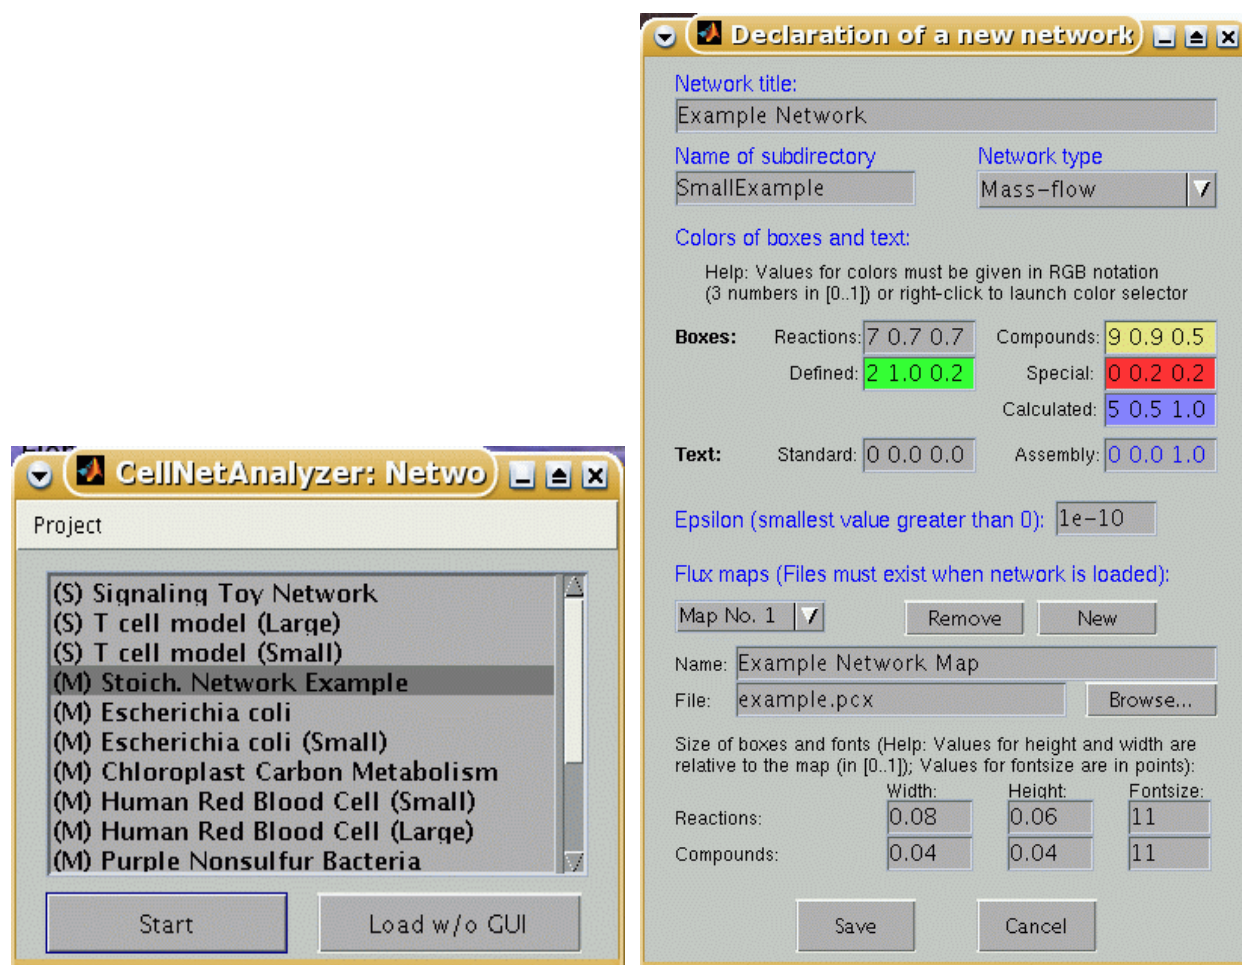 CellNetAnalyzer: Netwo
Project
(S) Signaling Toy Network
(S) T cell model (Large)
(S) T cell model (Small)
(M) Stoich. Network Example
(M) Escherichia coli
(M) Escherichia coli (Small)
(M) Chloroplast Carbon Metabolism
(M) Human Red Blood Cell (Small)
(M) Human Red Blood Cell (Large)
(M) Purple Nonsulfur Bacteria
Start Load w/o GUI
Declaration of a new network
Network title:
Example Network
Name of subdirectory Network type
SmallExample Mass-flow
Colors of boxes and text:
Help: Values for colors must be given in RGB notation
(3 numbers in [0..1]) or right-click to launch color selector
Boxes: Reactions: 7 0.7 0.7 Compounds: 9 0.9 0.5
Defined: 2 1.0 0.2 Special: 0 0.2 0.2
Calculated: 5 0.5 1.0
Text: Standard: 0 0.0 0.0 Assembly: 0 0.0 1.0
Epsilon (smallest value greater than 0): 1e-10
Flux maps (Files must exist when network is loaded):
Map No. 1 Remove New
Name: Example Network Map
File: example.pcx Browse...
Size of boxes and fonts (Help: Values for height and width are
relative to the map (in [0..1]); Values for fontsize are in points):
Width: Height: Fontsize:
Reactions: 0.08 0.06 11
Compounds: 0.04 0.04 11
Save Cancel